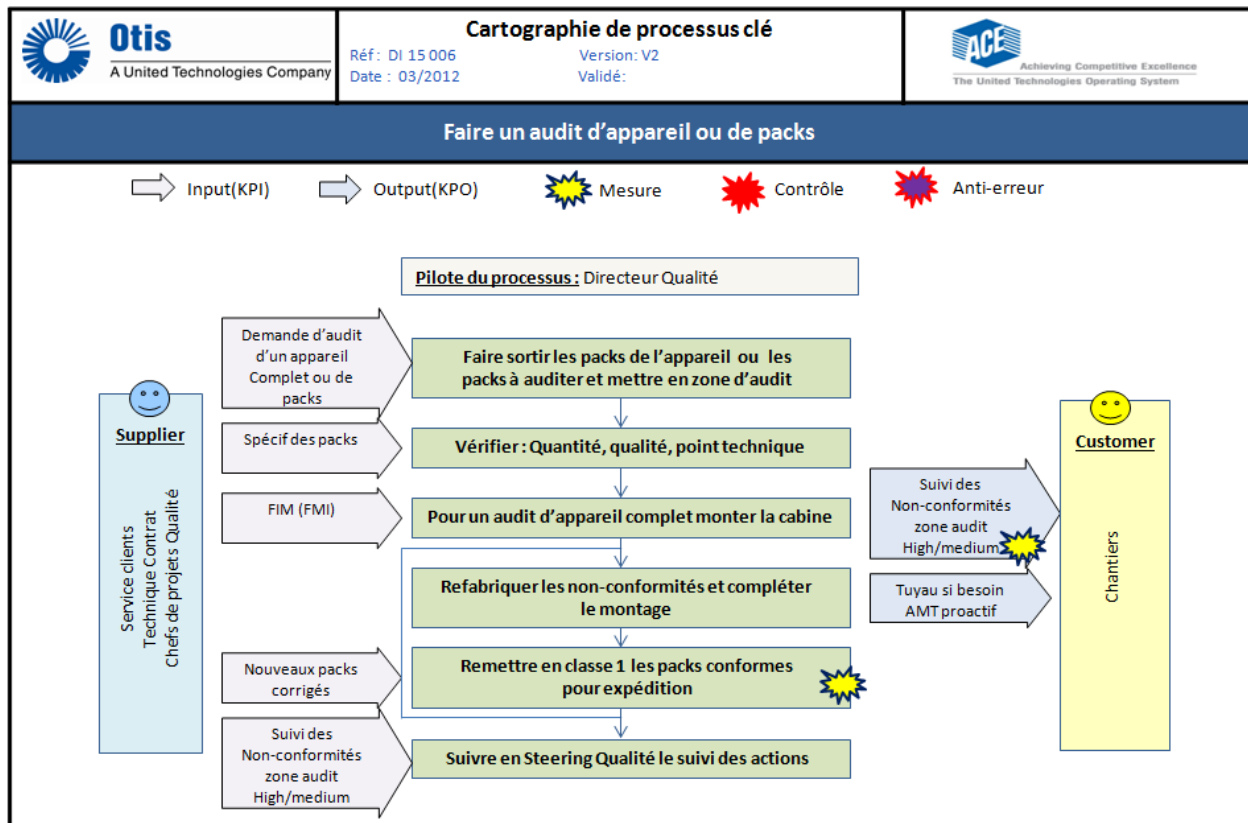 Otis
A United Technologies Company
Cartographie de processus clé
Réf : DI 15 006
Version: V2
Date : 03/2012
Validé:
ACE
Achieving Competitive Excellence
The United Technologies Operating System
Faire un audit d'appareil ou de packs
Input(KPI)
Output(KPO)
Mesure
Contrôle
Anti-erreur
Pilote du processus : Directeur Qualité
Demande d'audit
d'un appareil
Complet ou de
packs
Faire sortir les packs de l'appareil ou les
packs à auditer et mettre en zone d'audit
Supplier
Service clients
Technique Contrat
Chefs de projets Qualité
Spécif des packs
Vérifier : Quantité, qualité, point technique
FIM (FMI)
Pour un audit d'appareil complet monter la cabine
Refabriquer les non-conformités et compléter
le montage
Nouveaux packs
corrigés
Remettre en classe 1 les packs conformes
pour expédition
Suivi des
Non-conformités
zone audit
High/medium
Suivre en Steering Qualité le suivi des actions
Suivi des
Non-conformités
zone audit
High/medium
Tuyau si besoin
AMT proactif
Customer
Chantiers